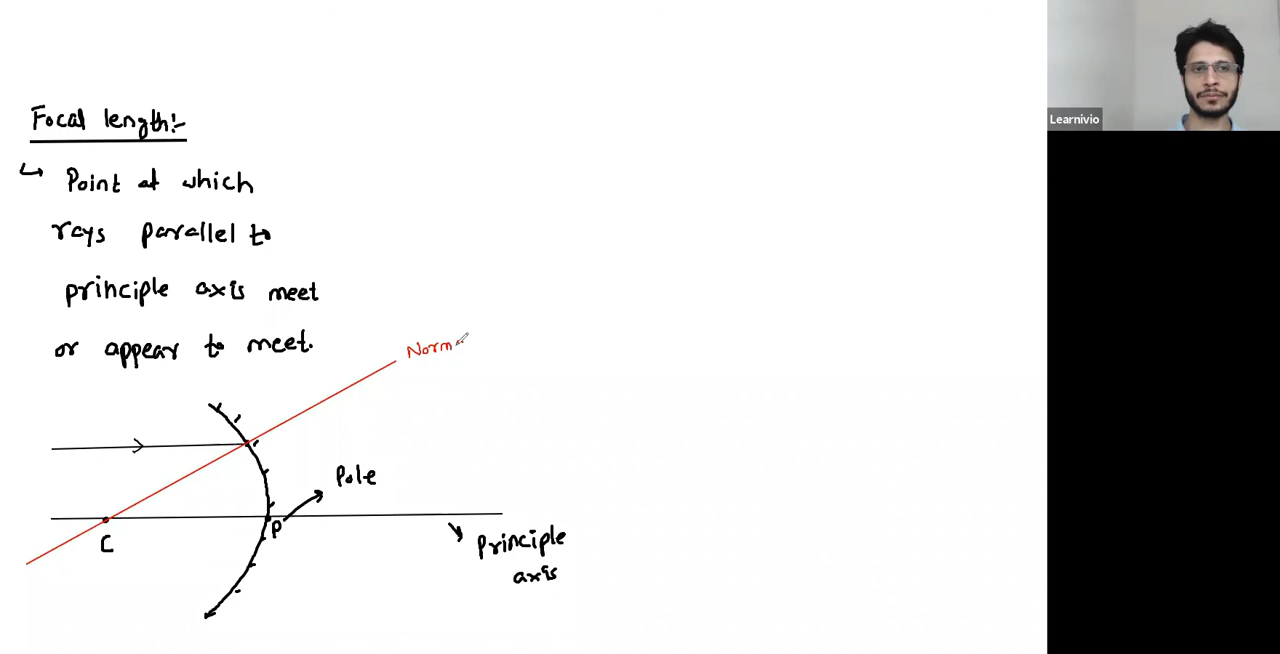 Focal length:-
↳ Point at which
rays parallel to
principle axis meet
or appear to meet.
Norm
Pole
P
C
Principle
axis
Learnivio